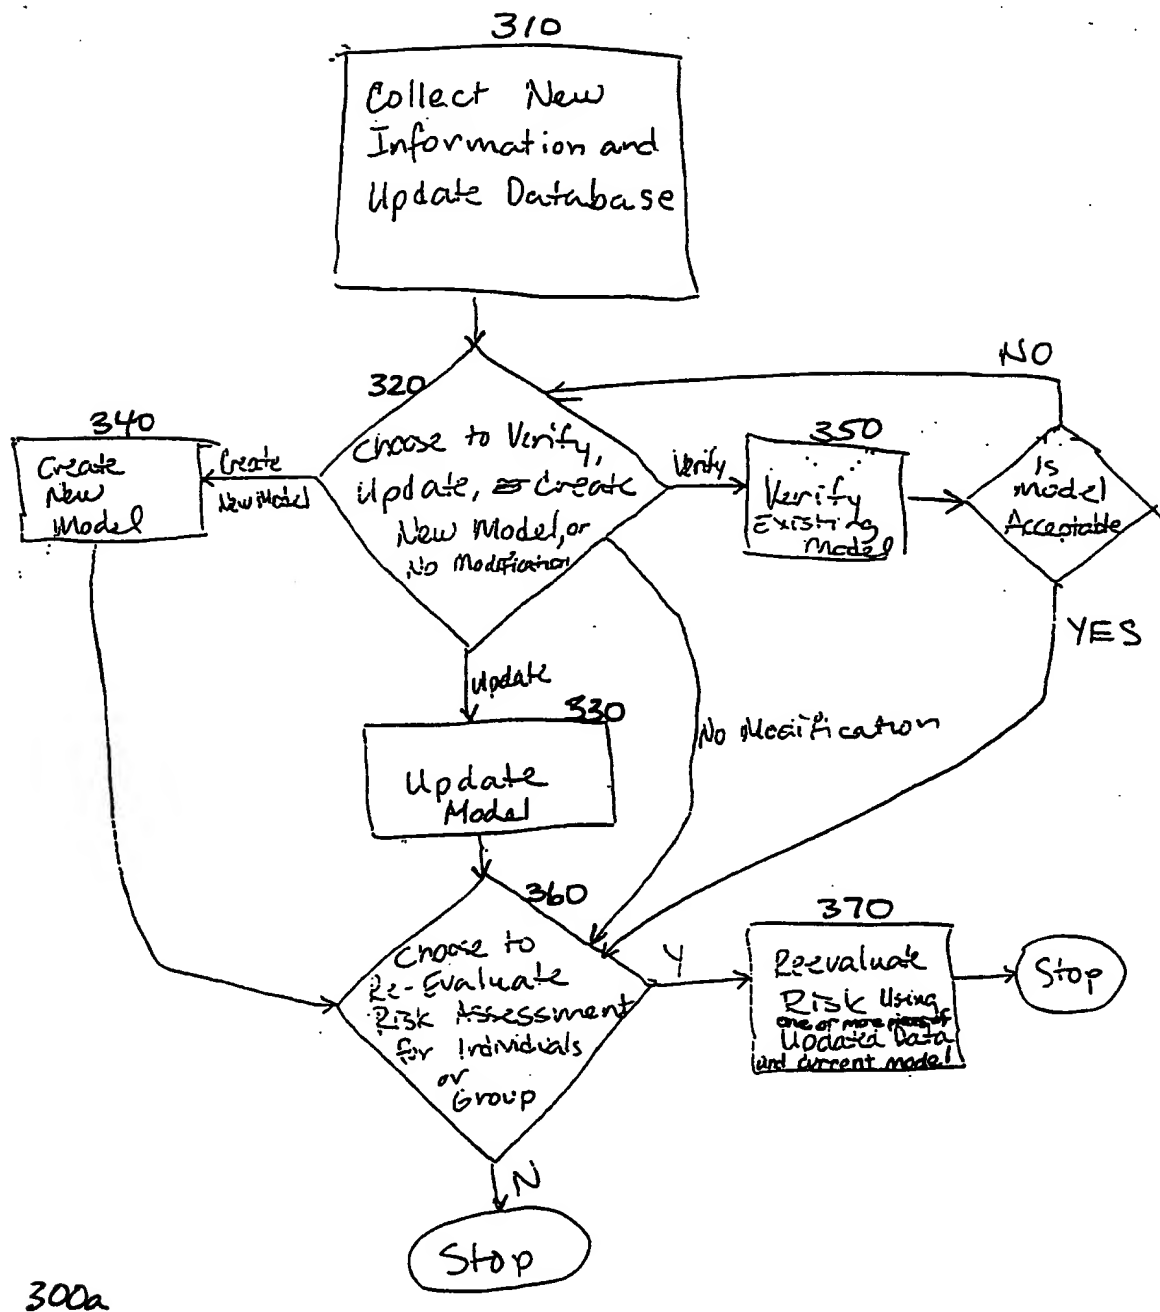 310
Collect New
Information and
Update Database
320
Choose to Verify,
Update, Create
New Model, or
No Modification
NO
340
Create
New
Model
Create
New Model
Verify
350
Verify
Existing
Model
Is
Model
Acceptable
YES
Update
330
Update
Model
No Modification
360
Choose to
Re-Evaluate
Risk Assessment
for Individuals
or
Group
Y
370
Reevaluate
Risk Using
one or more pieces of
Updated Data
and current model
Stop
N
Stop
300a